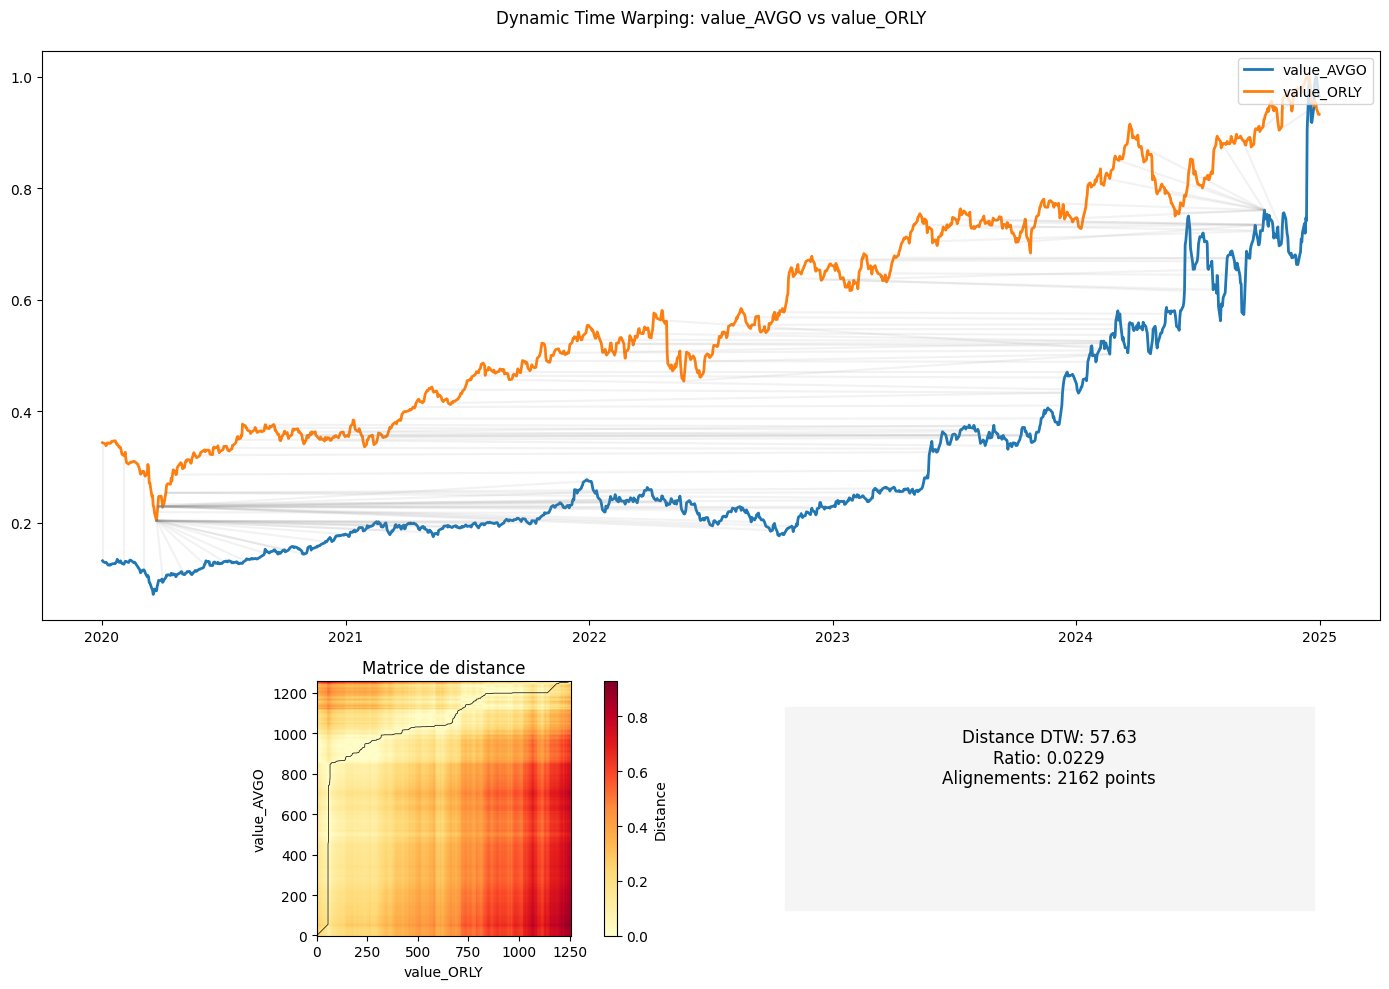 Dynamic Time Warping: value_AVGO vs value_ORLY
value_AVGO
value_ORLY
1.0
0.8
0.6
0.4
0.2
2020 2021 2022 2023 2024 2025
Matrice de distance
value_AVGO
1200
1000
800
600
400
200
0
0 250 500 750 1000 1250
value_ORLY
0.8
0.6
0.4
0.2
0.0
Distance
Distance DTW: 57.63
Ratio: 0.0229
Alignements: 2162 points